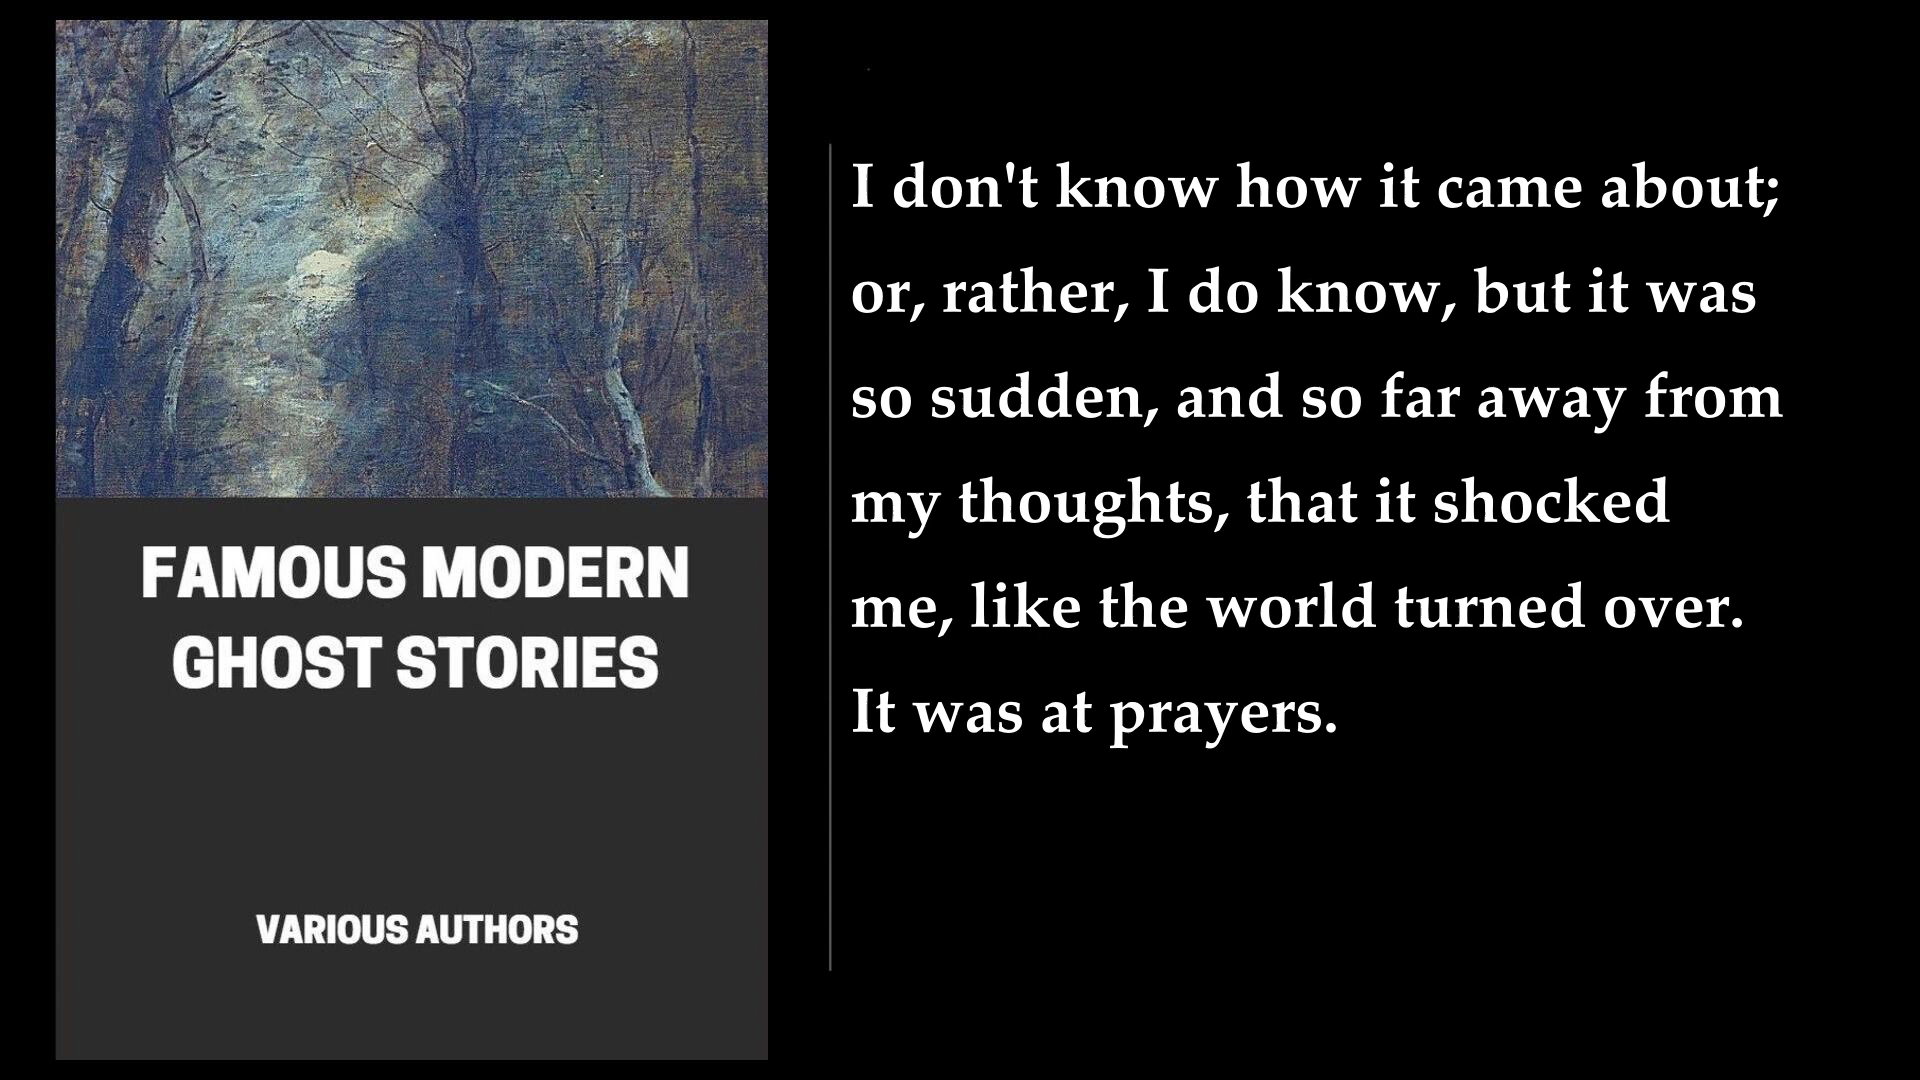 FAMOUS MODERN
GHOST STORIES
VARIOUS AUTHORS
I don't know how it came about;
or, rather, I do know, but it was
so sudden, and so far away from
my thoughts, that it shocked
me, like the world turned over.
It was at prayers.